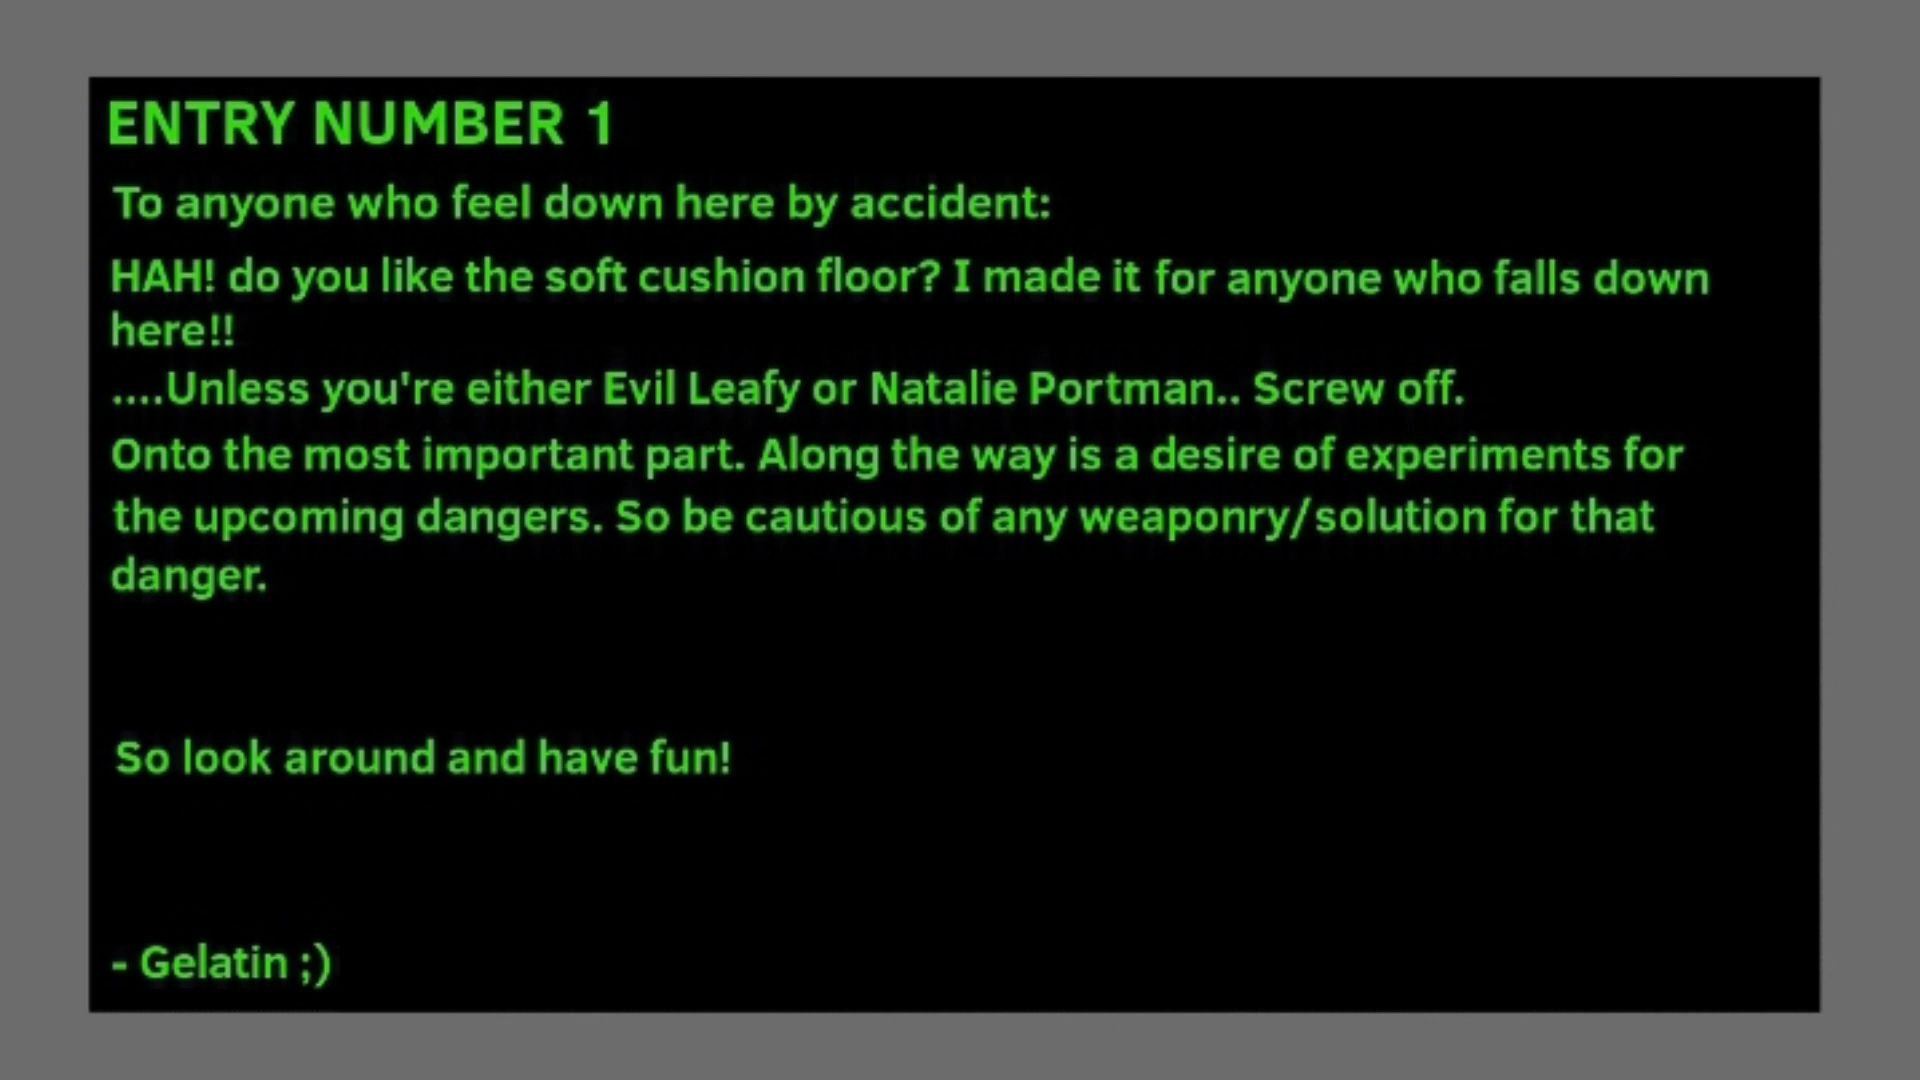 ENTRY NUMBER 1
To anyone who feel down here by accident:
HAH! do you like the soft cushion floor? I made it for anyone who falls down
here!!
....Unless you're either Evil Leafy or Natalie Portman.. Screw off.
Onto the most important part. Along the way is a desire of experiments for
the upcoming dangers. So be cautious of any weaponry/solution for that
danger.
So look around and have fun!
- Gelatin ;)